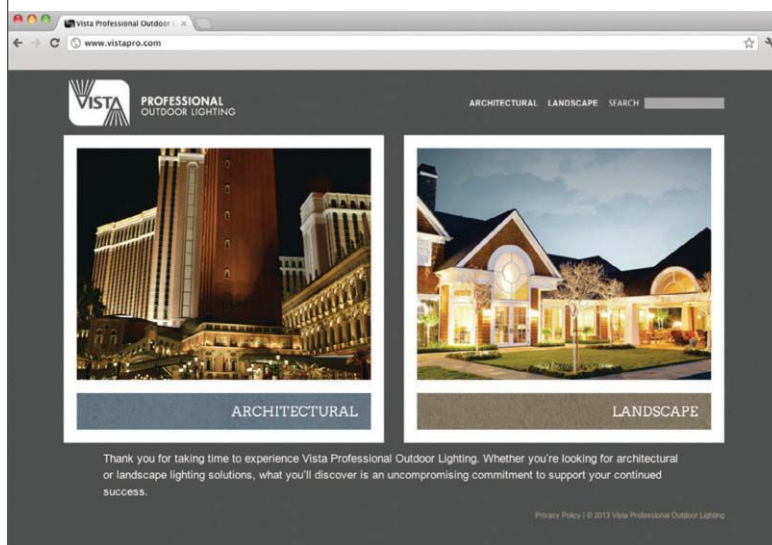 Vista Professional Outdoor L
www.vistapro.com
VISTA
PROFESSIONAL
OUTDOOR LIGHTING
ARCHITECTURAL LANDSCAPE SEARCH
ARCHITECTURAL
LANDSCAPE
Thank you for taking time to experience Vista Professional Outdoor Lighting. Whether you're looking for architectural
or landscape lighting solutions, what you'll discover is an uncompromising commitment to support your continued
success.
Privacy Policy | © 2013 Vista Professional Outdoor Lighting